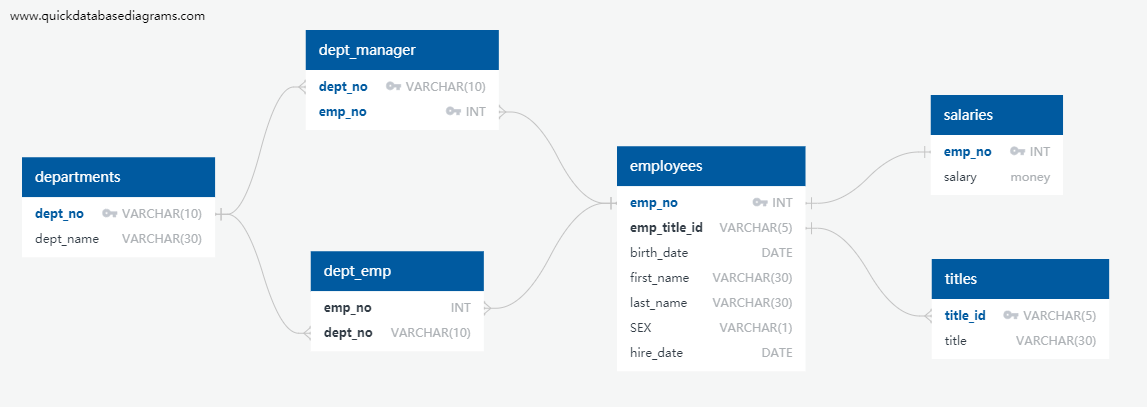 www.quickdatabasediagrams.com
dept_manager
dept_no VARCHAR(10)
emp_no INT
departments
dept_no VARCHAR(10)
dept_name VARCHAR(30)
dept_emp
emp_no INT
dept_no VARCHAR(10)
employees
emp_no INT
emp_title_id VARCHAR(5)
birth_date DATE
first_name VARCHAR(30)
last_name VARCHAR(30)
SEX VARCHAR(1)
hire_date DATE
salaries
emp_no INT
salary money
titles
title_id VARCHAR(5)
title VARCHAR(30)